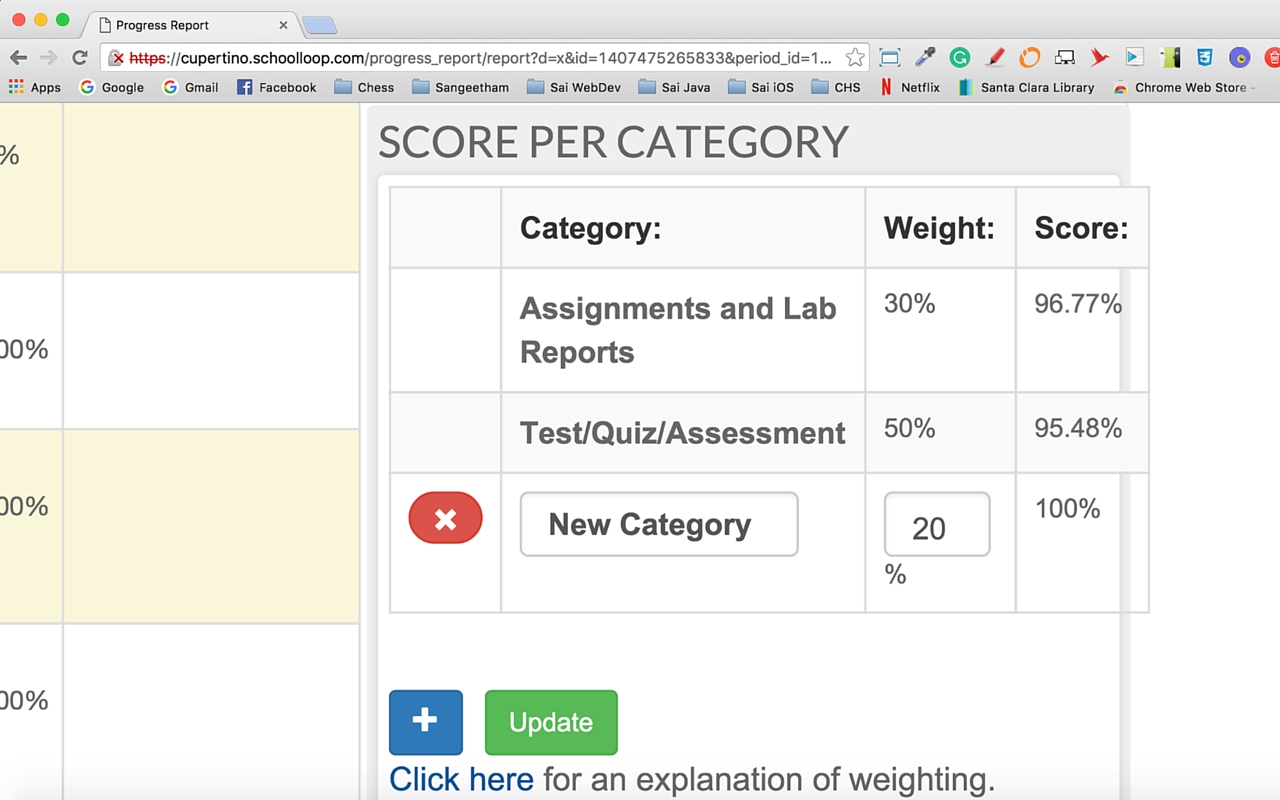 Progress Report
https://cupertino.schoolloop.com/progress_report/report?d=x&id=1407475265833&period_id=1...
Apps Google Gmail Facebook Chess Sangeetham Sai WebDev Sai Java Sai iOS CHS Netflix Santa Clara Library Chrome Web Store -
SCORE PER CATEGORY
Category: Weight: Score:
%
Assignments and Lab 30% 96.77%
Reports
00%
Test/Quiz/Assessment 50% 95.48%
00%
New Category 20 100%
%
00%
Update
Click here for an explanation of weighting.